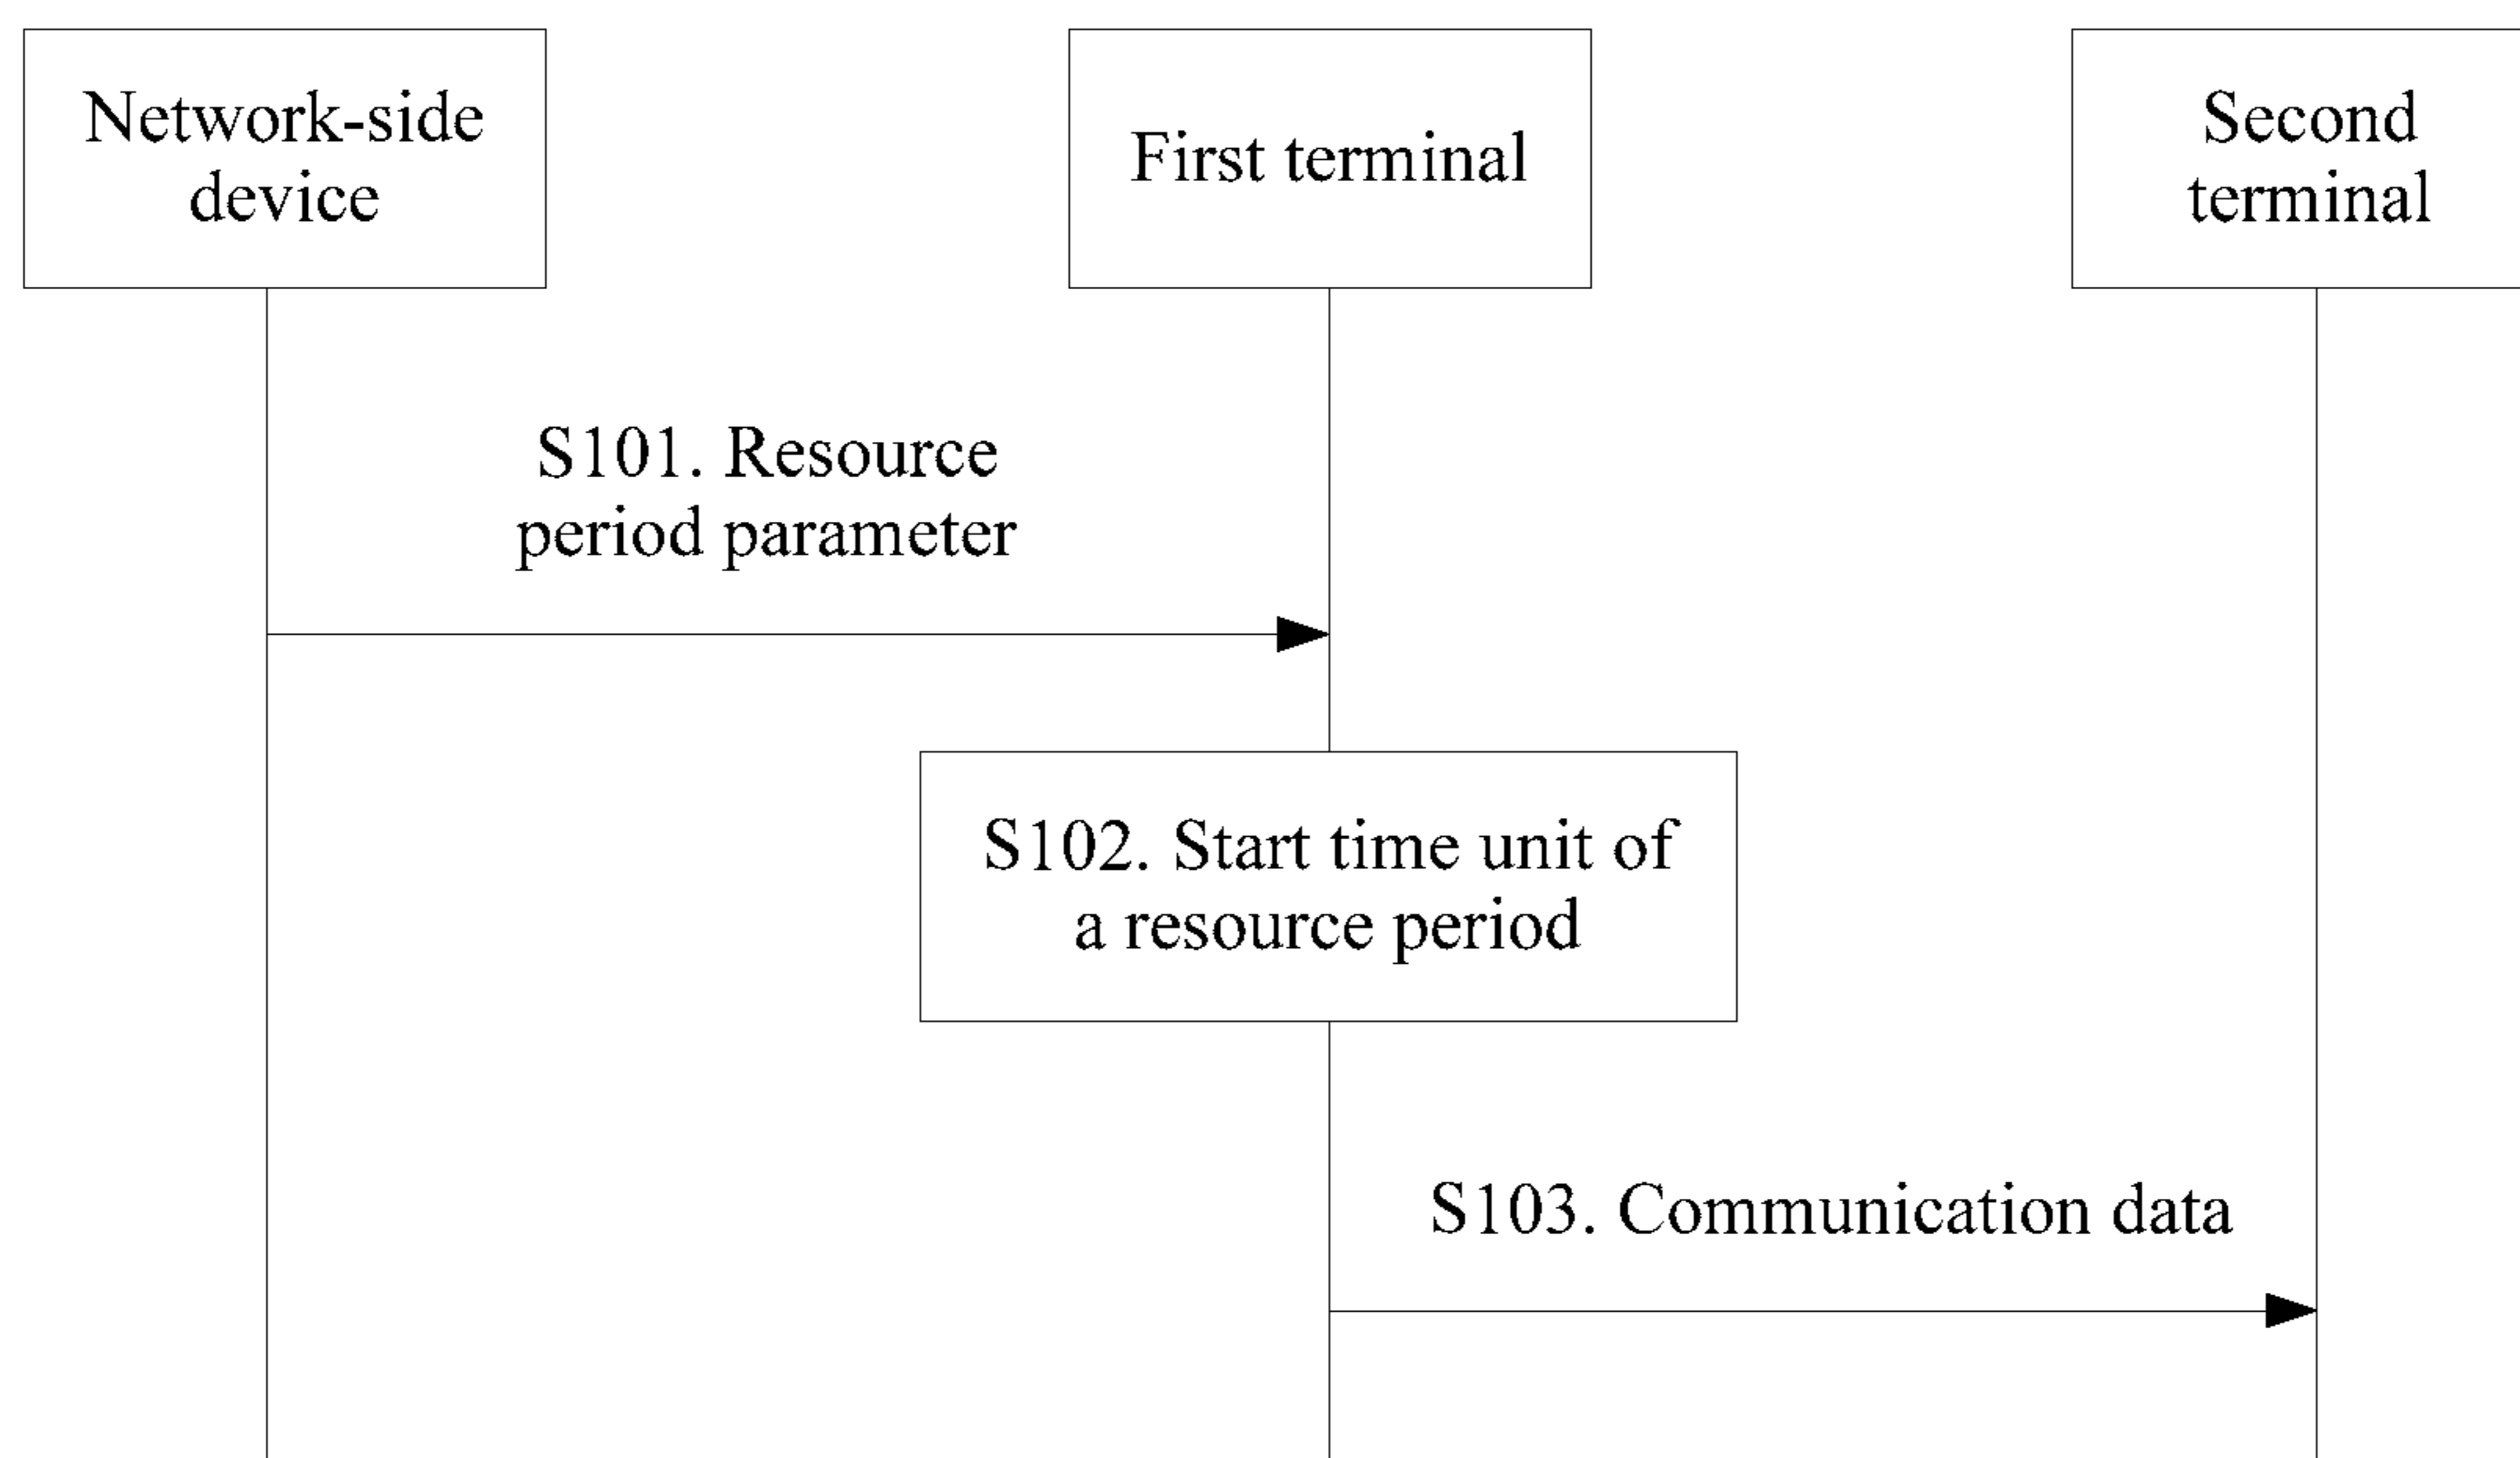 Network-side
device
First terminal
Second
terminal
S101. Resource
period parameter
S102. Start time unit of
a resource period
S103. Communication data